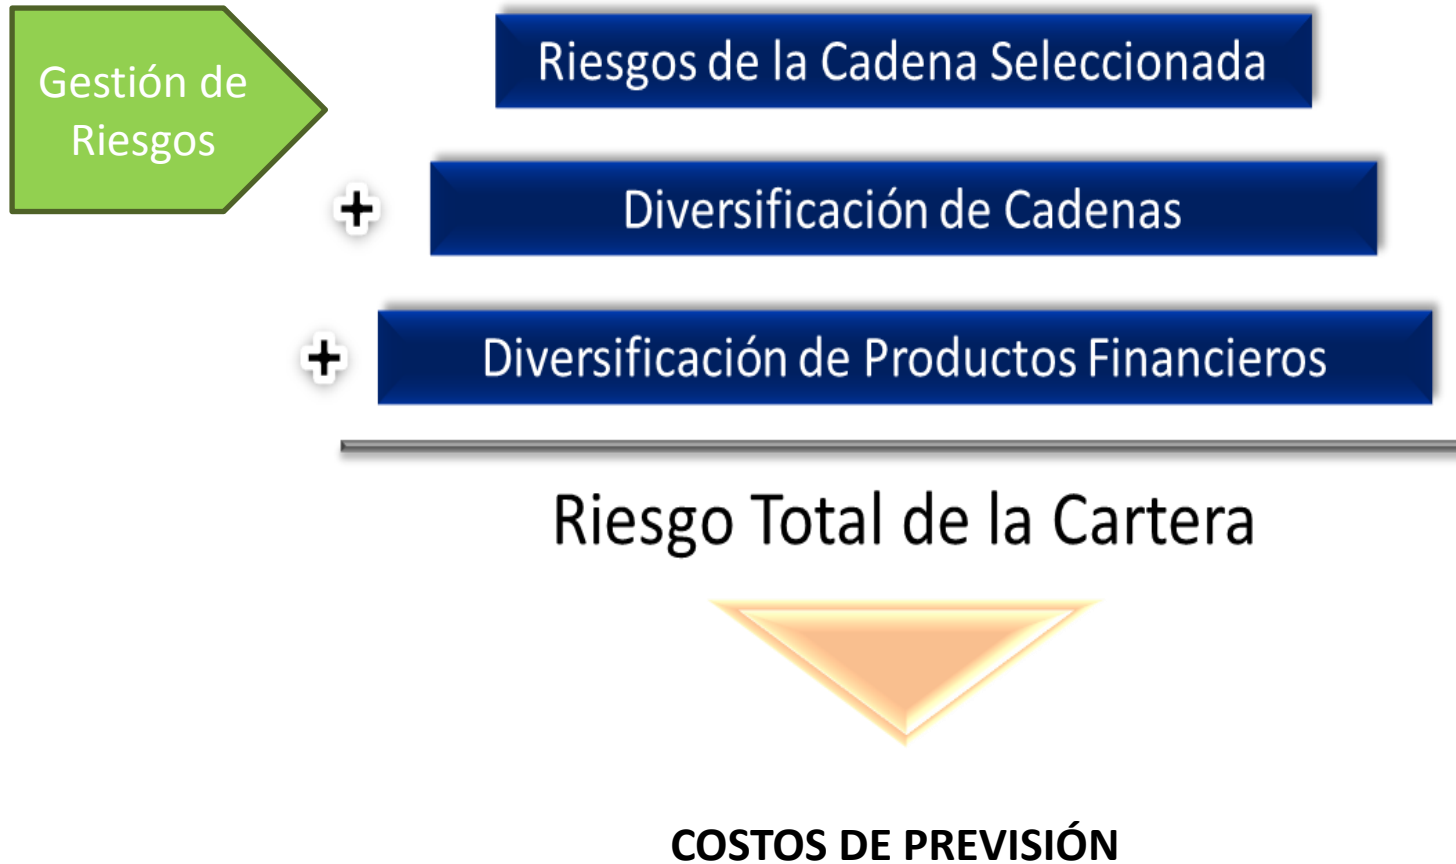 Gestión de
Riesgos
Riesgos de la Cadena Seleccionada
+ Diversificación de Cadenas
+ Diversificación de Productos Financieros
Riesgo Total de la Cartera
COSTOS DE PREVISIÓN